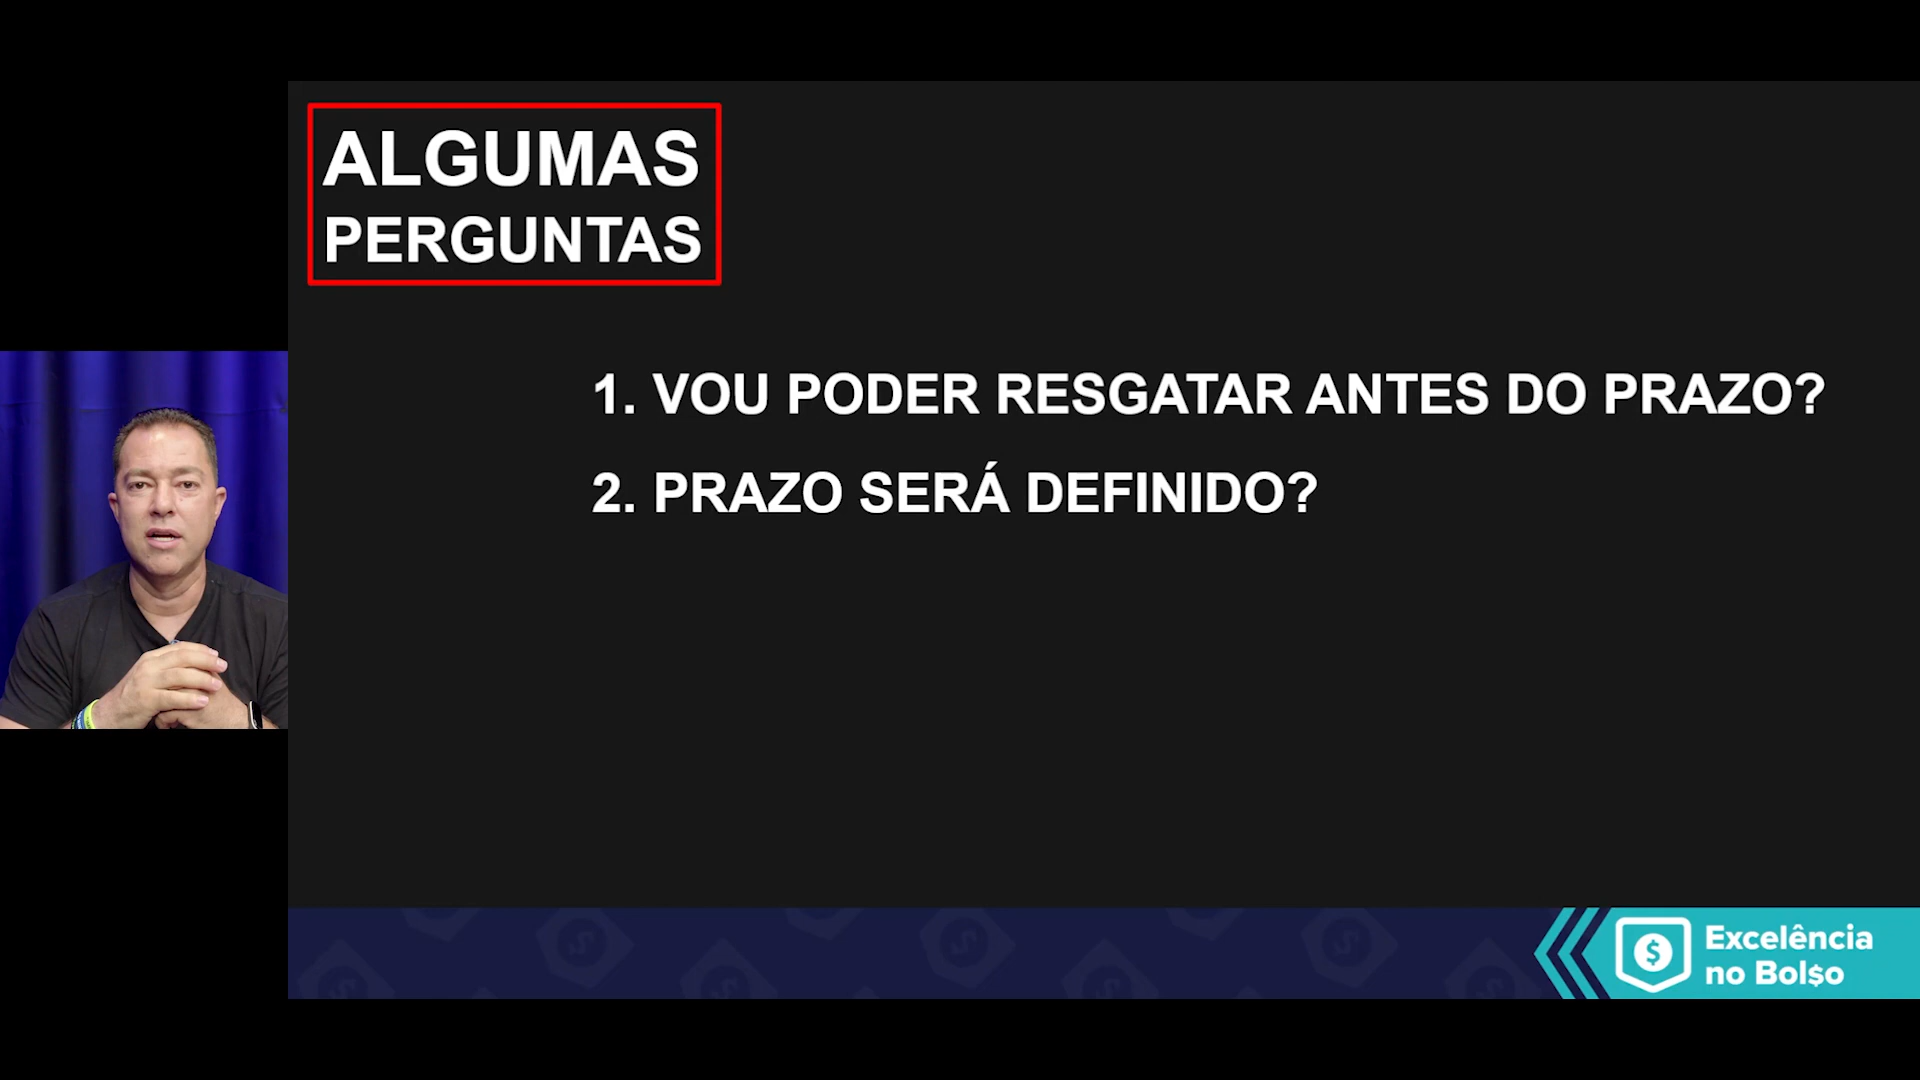 ALGUMAS
PERGUNTAS
1. VOU PODER RESGATAR ANTES DO PRAZO?
2. PRAZO SERÁ DEFINIDO?
Excelência
no Bol$o